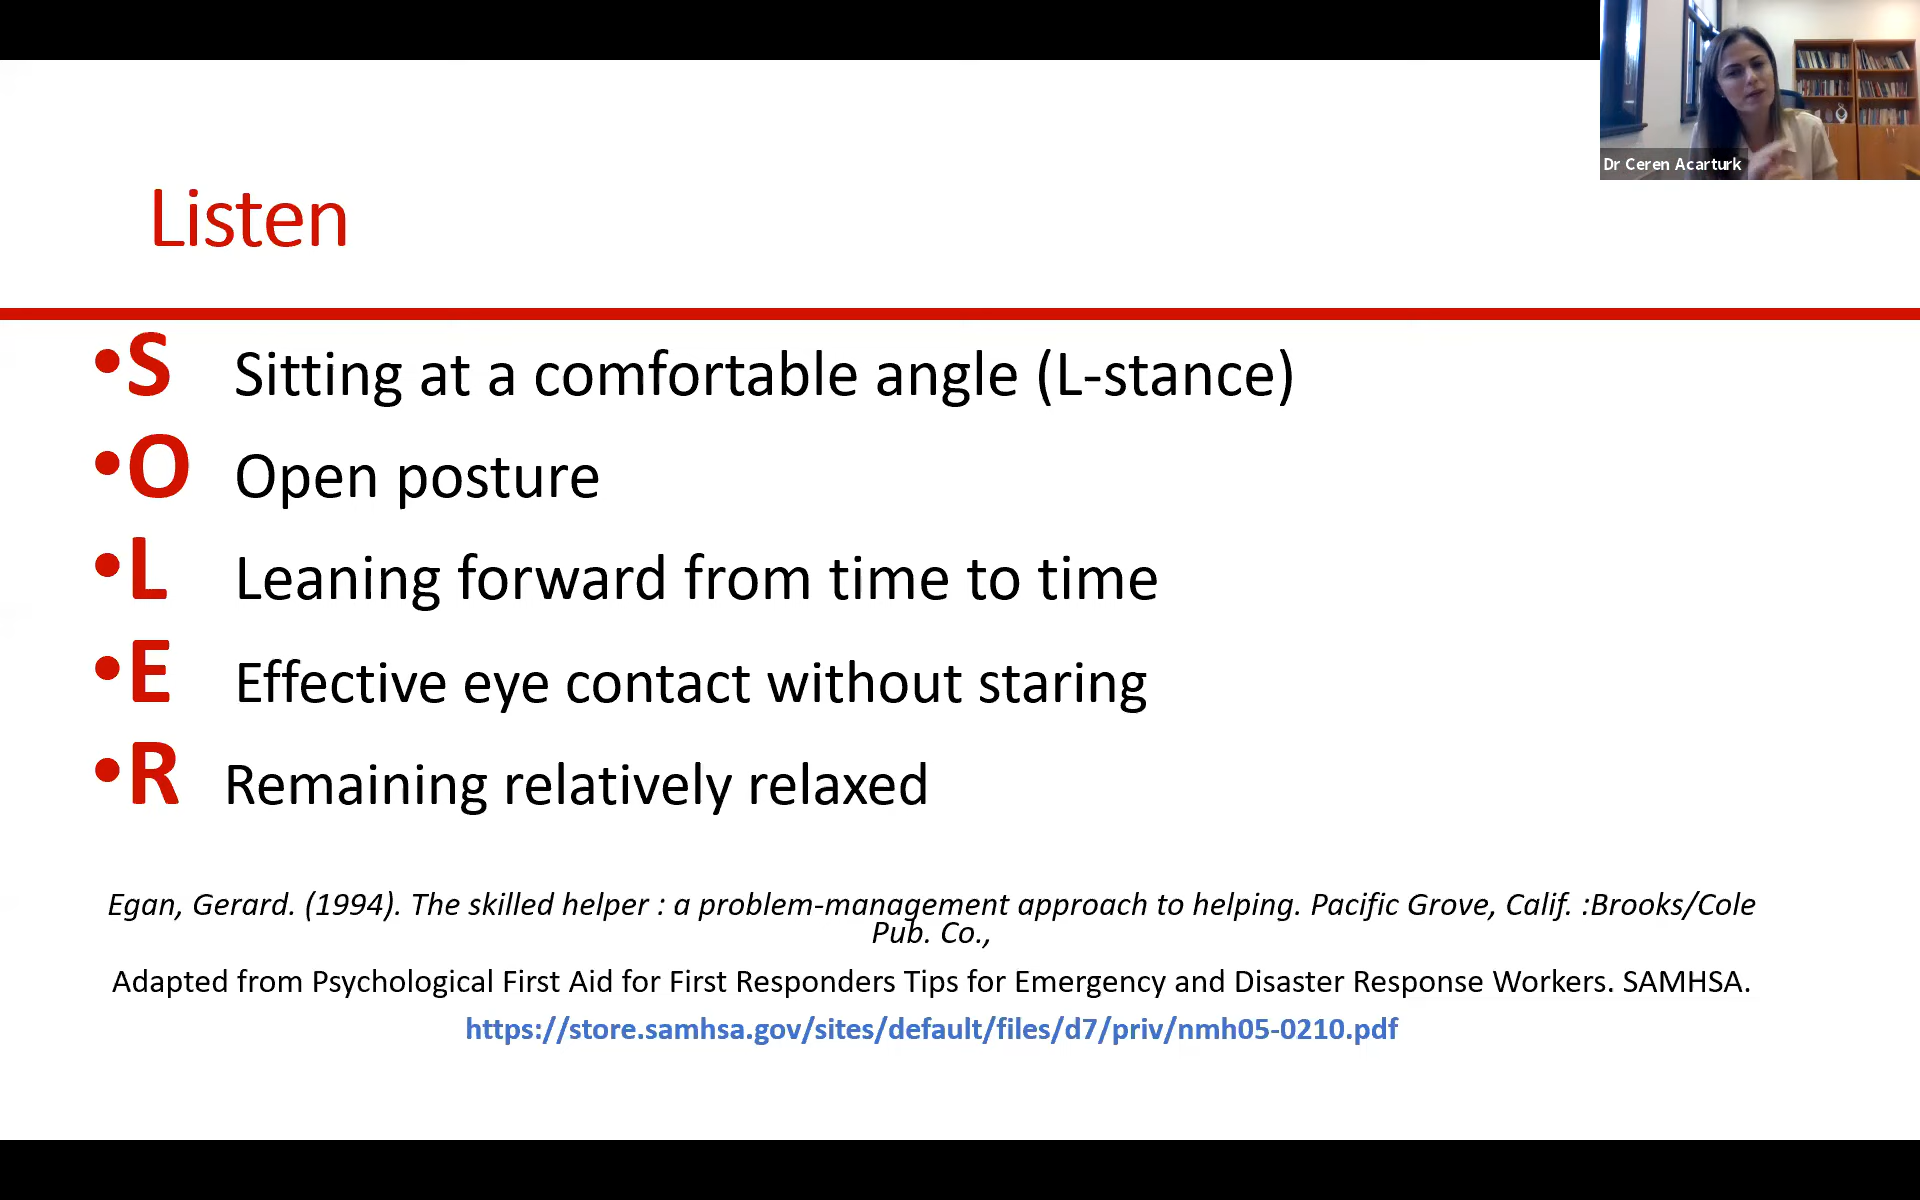 Dr Ceren Acarturk
Listen
•S Sitting at a comfortable angle (L-stance)
•O Open posture
•L Leaning forward from time to time
•E Effective eye contact without staring
•R Remaining relatively relaxed
Egan, Gerard. (1994). The skilled helper : a problem-management approach to helping. Pacific Grove, Calif. :Brooks/Cole
Pub. Co.,
Adapted from Psychological First Aid for First Responders Tips for Emergency and Disaster Response Workers. SAMHSA.
https://store.samhsa.gov/sites/default/files/d7/priv/nmh05-0210.pdf